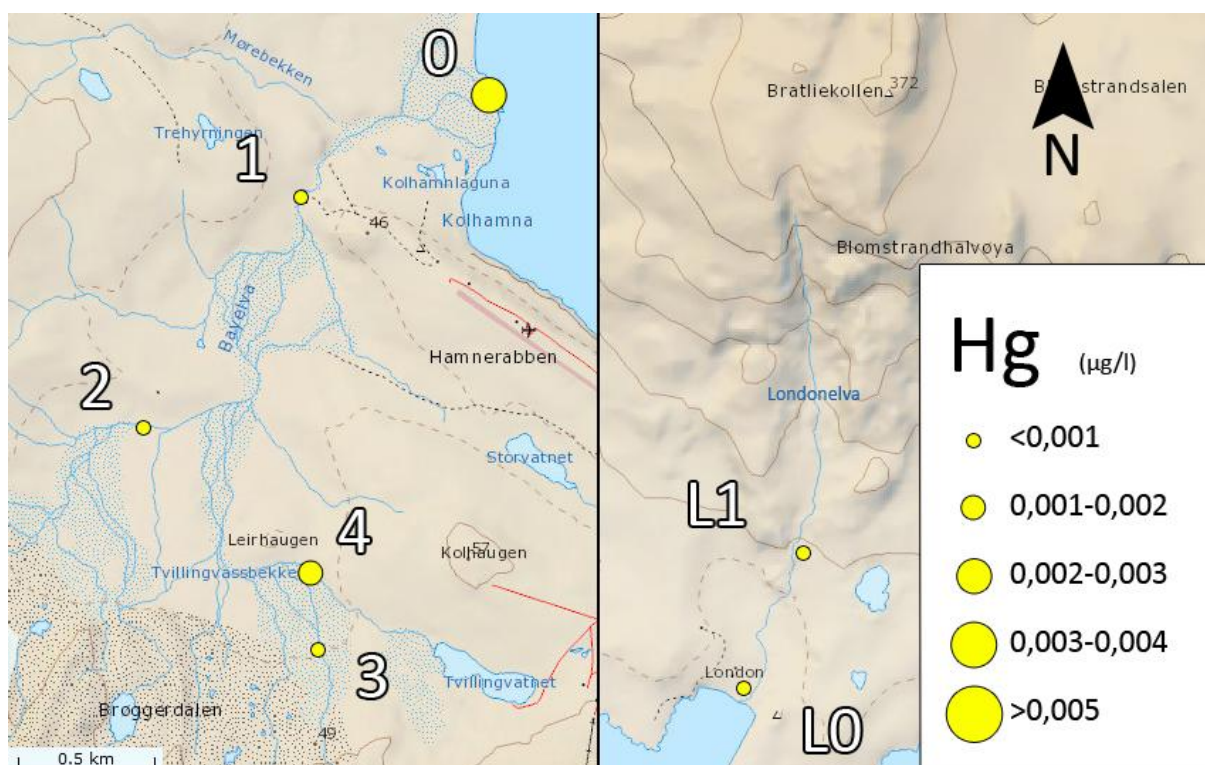 0
Mørebekken
Trehyrningen
1
Kolhamnlaguna
Kolhamna
46
Bayelva
Hamnerabben
2
Storvatnet
4
Leirhaugen
57
Kolhaugen
Tvillingvassbekke
3
Tvillingvatnet
Brøggerdalen
49
0.5 km
372
Bratliekollen
N
Blomstrandhalvøya
Londonelva
L1
London
L0
Hg (µg/l)
<0,001
0,001-0,002
0,002-0,003
0,003-0,004
>0,005